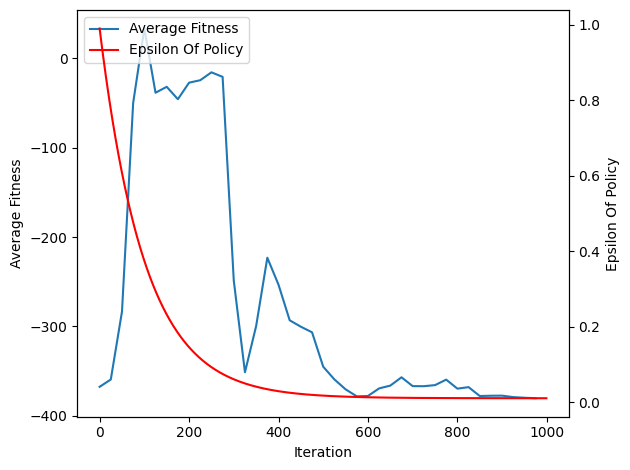 Average Fitness
Epsilon Of Policy
0
−100
−200
−300
−400
Average Fitness
1.0
0.8
0.6
0.4
0.2
0.0
Epsilon Of Policy
0 200 400 600 800 1000
Iteration